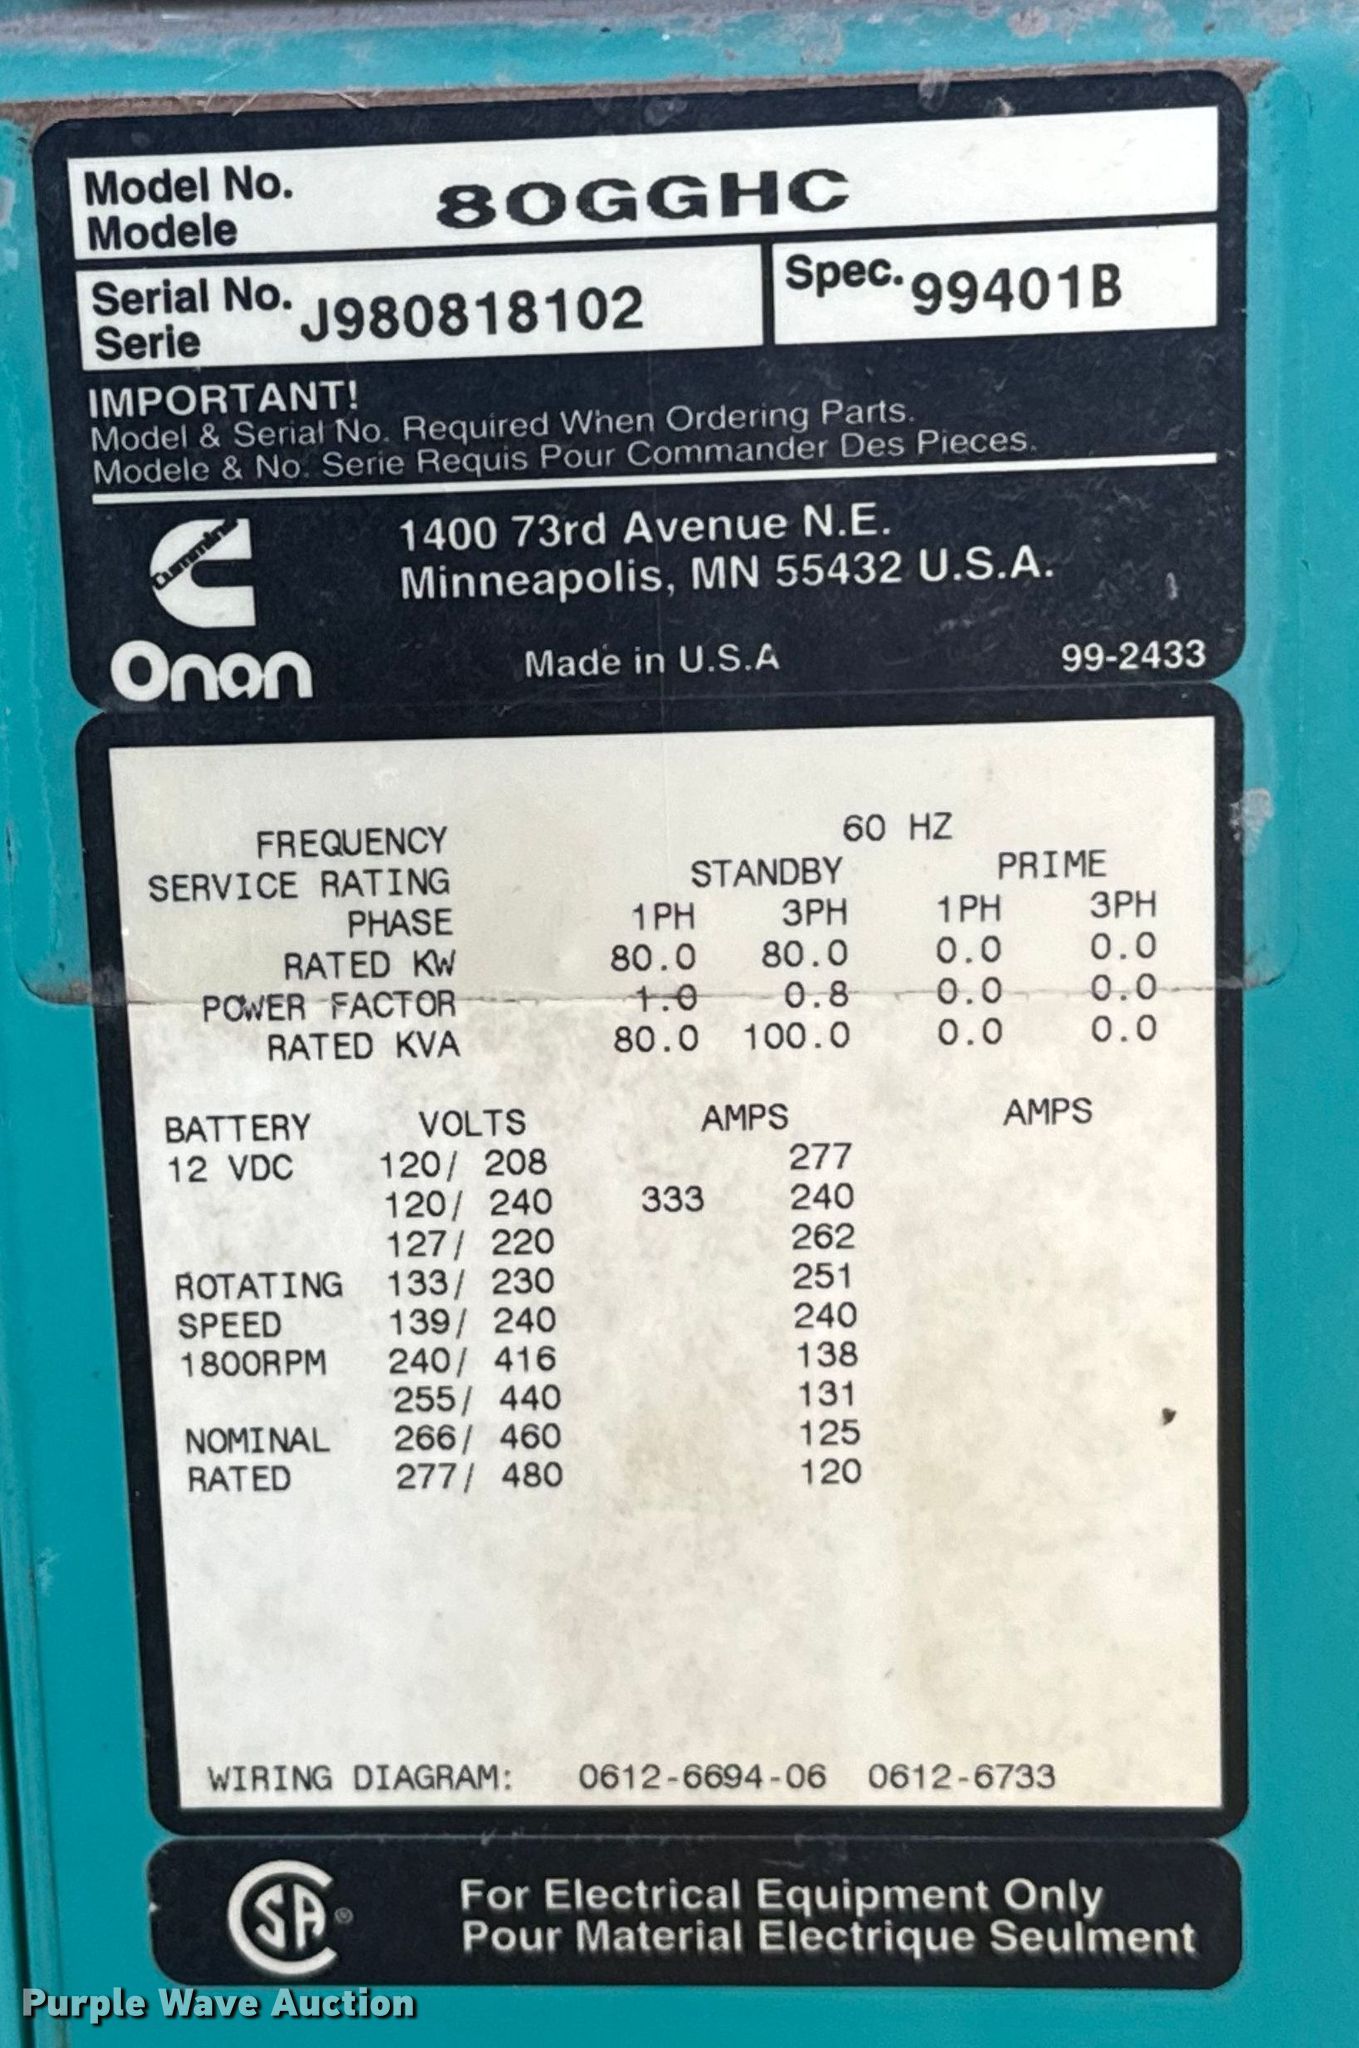 Model No. 80GGHC
Modele
Serial No. J980818102 Spec. 99401B
Serie
IMPORTANT!
Model & Serial No. Required When Ordering Parts.
Modele & No. Serie Requis Pour Commander Des Pieces.
Cummins
Onan
1400 73rd Avenue N.E.
Minneapolis, MN 55432 U.S.A.
Made in U.S.A 99-2433
FREQUENCY 60 HZ
SERVICE RATING STANDBY PRIME
PHASE 1PH 3PH 1PH 3PH
RATED KW 80.0 80.0 0.0 0.0
POWER FACTOR 1.0 0.8 0.0 0.0
RATED KVA 80.0 100.0 0.0 0.0
BATTERY VOLTS AMPS AMPS
12 VDC 120/ 208 277
120/ 240 333 240
127/ 220 262
ROTATING 133/ 230 251
SPEED 139/ 240 240
1800RPM 240/ 416 138
255/ 440 131
NOMINAL 266/ 460 125
RATED 277/ 480 120
WIRING DIAGRAM: 0612-6694-06 0612-6733
CSA ®
For Electrical Equipment Only
Pour Material Electrique Seulment
Purple Wave Auction